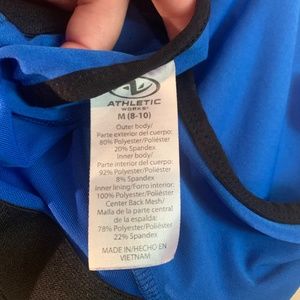 ATHLETIC
WORKS
M (8-10)
Outer body/
Parte exterior del cuerpo:
80% Polyester/Poliéster
20% Spandex
Inner body/
Parte interior del cuerpo:
92% Polyester/Poliéster
8% Spandex
Inner lining/Forro interior:
100% Polyester/Poliéster
Center Back Mesh/
Malla de la parte central
de la espalda:
78% Polyester/Poliéster
22% Spandex
MADE IN/HECHO EN
VIETNAM